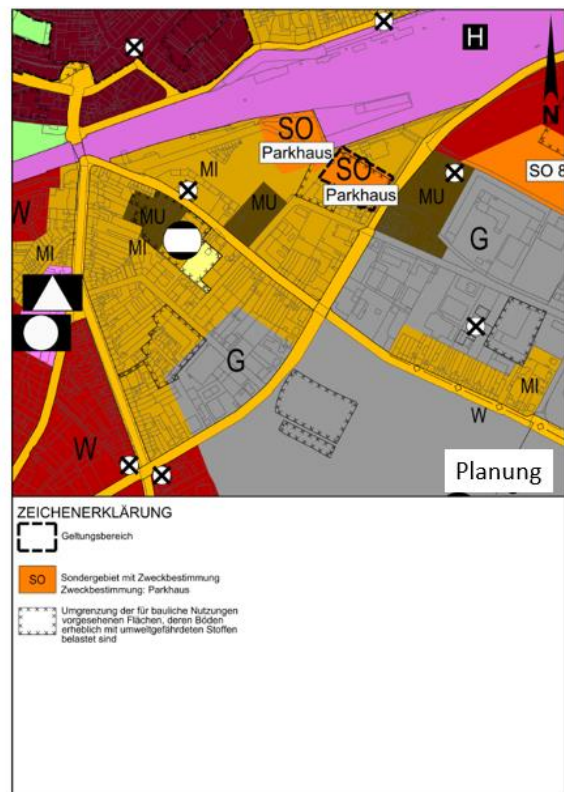 H
N
SO
Parkhaus
SO
Parkhaus
SO 8
MI
MU
MU
MU
MI
W
MI
G
G
MI
W
W
Planung
ZEICHENERKLÄRUNG
Geltungsbereich
SO
Sondergebiet mit Zweckbestimmung
Zweckbestimmung: Parkhaus
Umgrenzung der für bauliche Nutzungen
vorgesehenen Flächen, deren Böden
erheblich mit umweltgefährdeten Stoffen
belastet sind